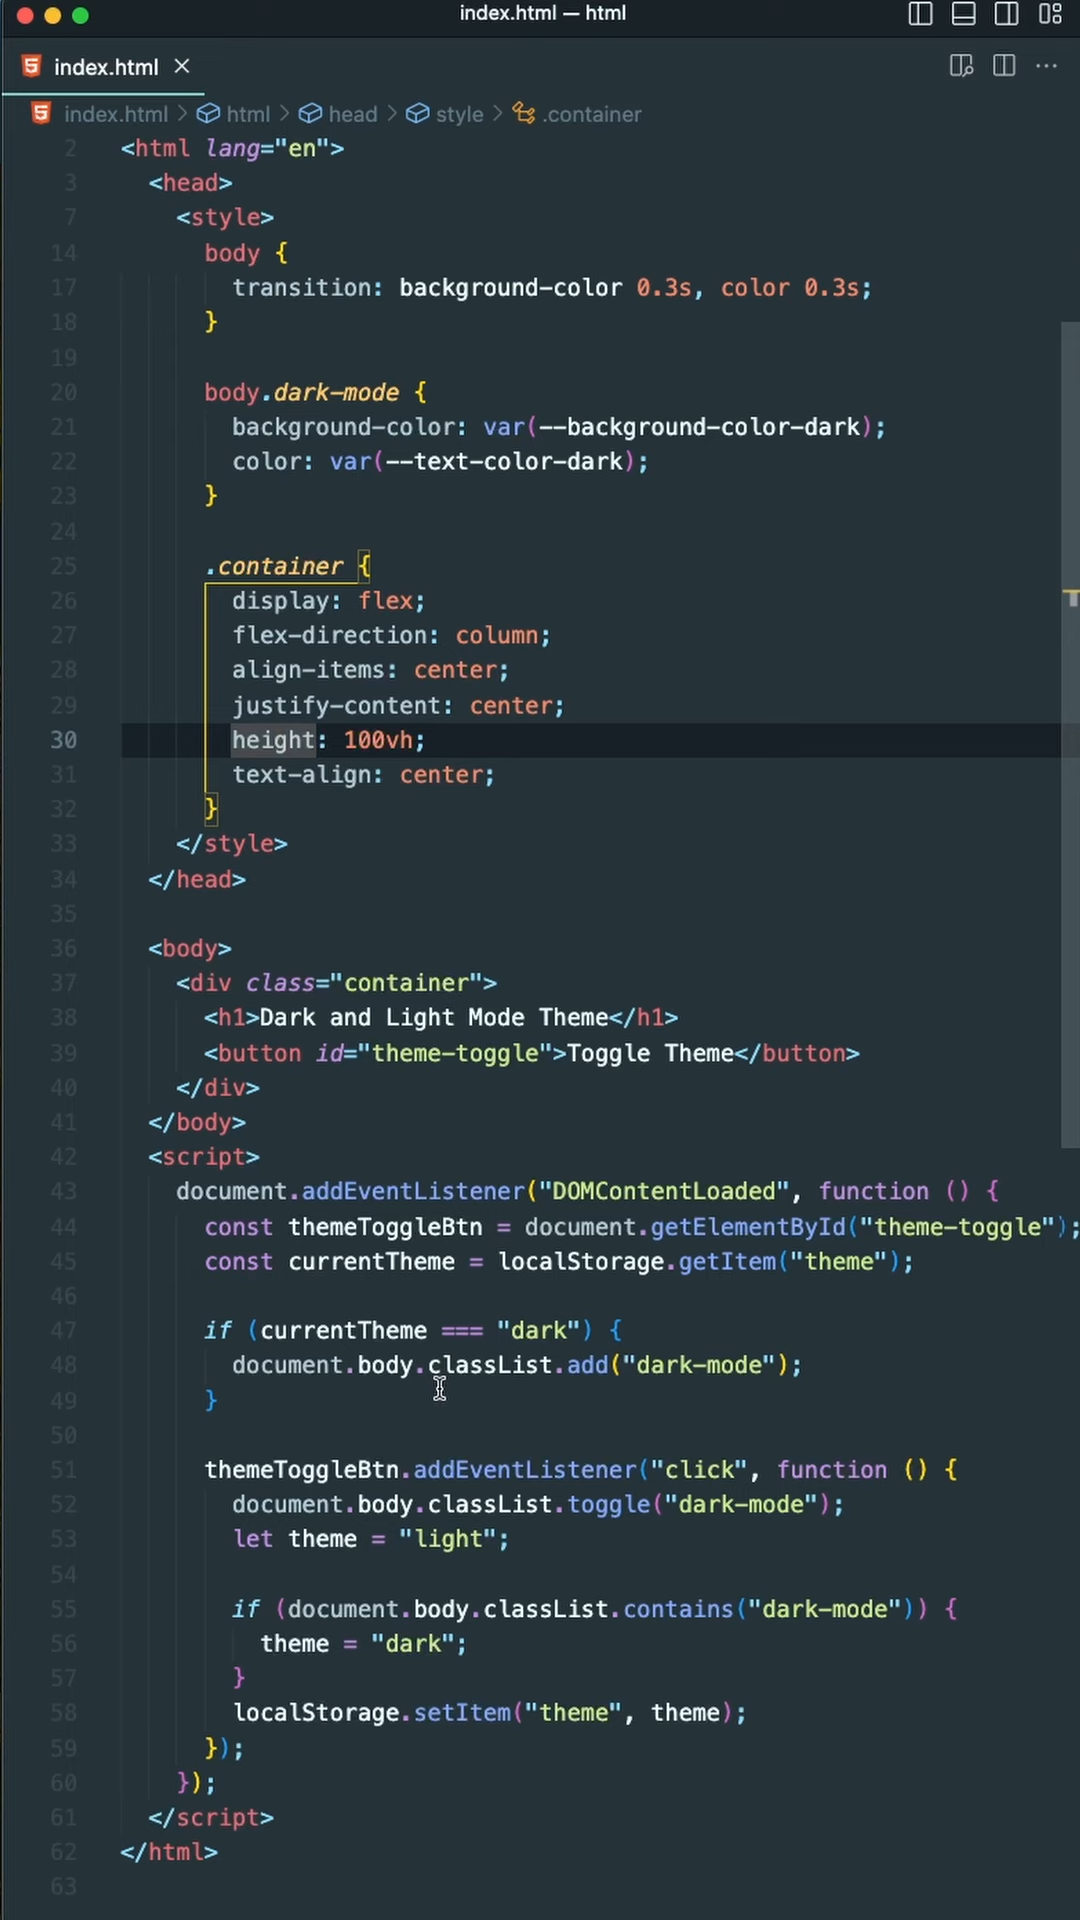 index.html — html
index.html
index.html > html > head > style > .container
2 <html lang="en">
3 <head>
7 <style>
14 body {
17 transition: background-color 0.3s, color 0.3s;
18 }
19
20 body.dark-mode {
21 background-color: var(--background-color-dark);
22 color: var(--text-color-dark);
23 }
24
25 .container {
26 display: flex;
27 flex-direction: column;
28 align-items: center;
29 justify-content: center;
30 height: 100vh;
31 text-align: center;
32 }
33 </style>
34 </head>
35
36 <body>
37 <div class="container">
38 <h1>Dark and Light Mode Theme</h1>
39 <button id="theme-toggle">Toggle Theme</button>
40 </div>
41 </body>
42 <script>
43 document.addEventListener("DOMContentLoaded", function () {
44 const themeToggleBtn = document.getElementById("theme-toggle");
45 const currentTheme = localStorage.getItem("theme");
46
47 if (currentTheme === "dark") {
48 document.body.classList.add("dark-mode");
49 }
50
51 themeToggleBtn.addEventListener("click", function () {
52 document.body.classList.toggle("dark-mode");
53 let theme = "light";
54
55 if (document.body.classList.contains("dark-mode")) {
56 theme = "dark";
57 }
58 localStorage.setItem("theme", theme);
59 });
60 });
61 </script>
62 </html>
63